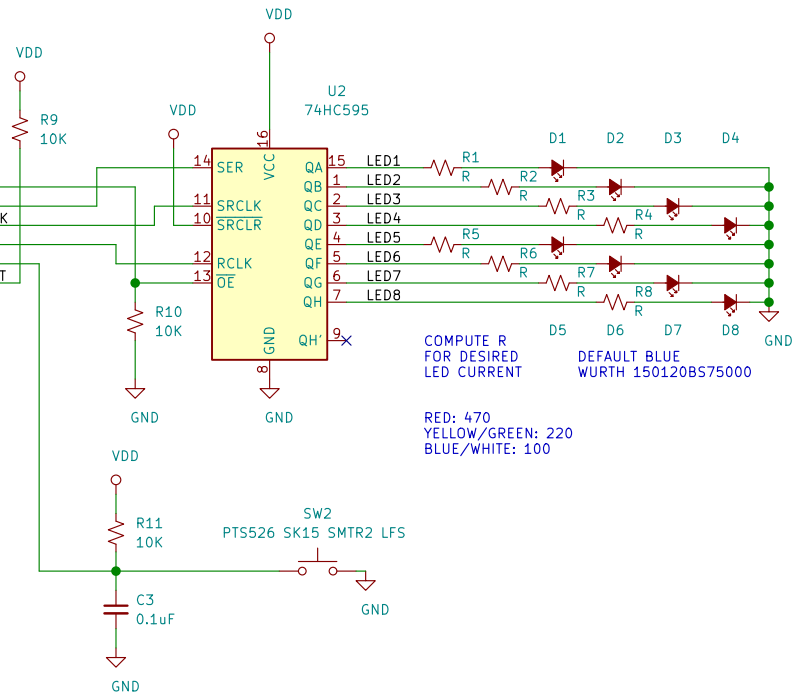 VDD
VDD
U2
74HC595
VDD
R9
10K
16
VCC
D1
D2
D3
D4
14
SER
QA
15
LED1
R1
R
1
QB
LED2
R2
R
11
SRCLK
QC
2
LED3
R3
R
K
10
SRCLR
QD
3
LED4
R4
R
QE
4
LED5
R5
R
12
RCLK
QF
5
LED6
R6
R
T
13
OE
QG
6
LED7
R7
R
QH
7
LED8
R8
R
R10
10K
GND
8
QH'
9
D5
D6
D7
D8
GND
COMPUTE R
FOR DESIRED
LED CURRENT
DEFAULT BLUE
WURTH 150120BS75000
GND
GND
RED: 470
YELLOW/GREEN: 220
BLUE/WHITE: 100
VDD
R11
10K
SW2
PTS526 SK15 SMTR2 LFS
C3
0.1uF
GND
GND